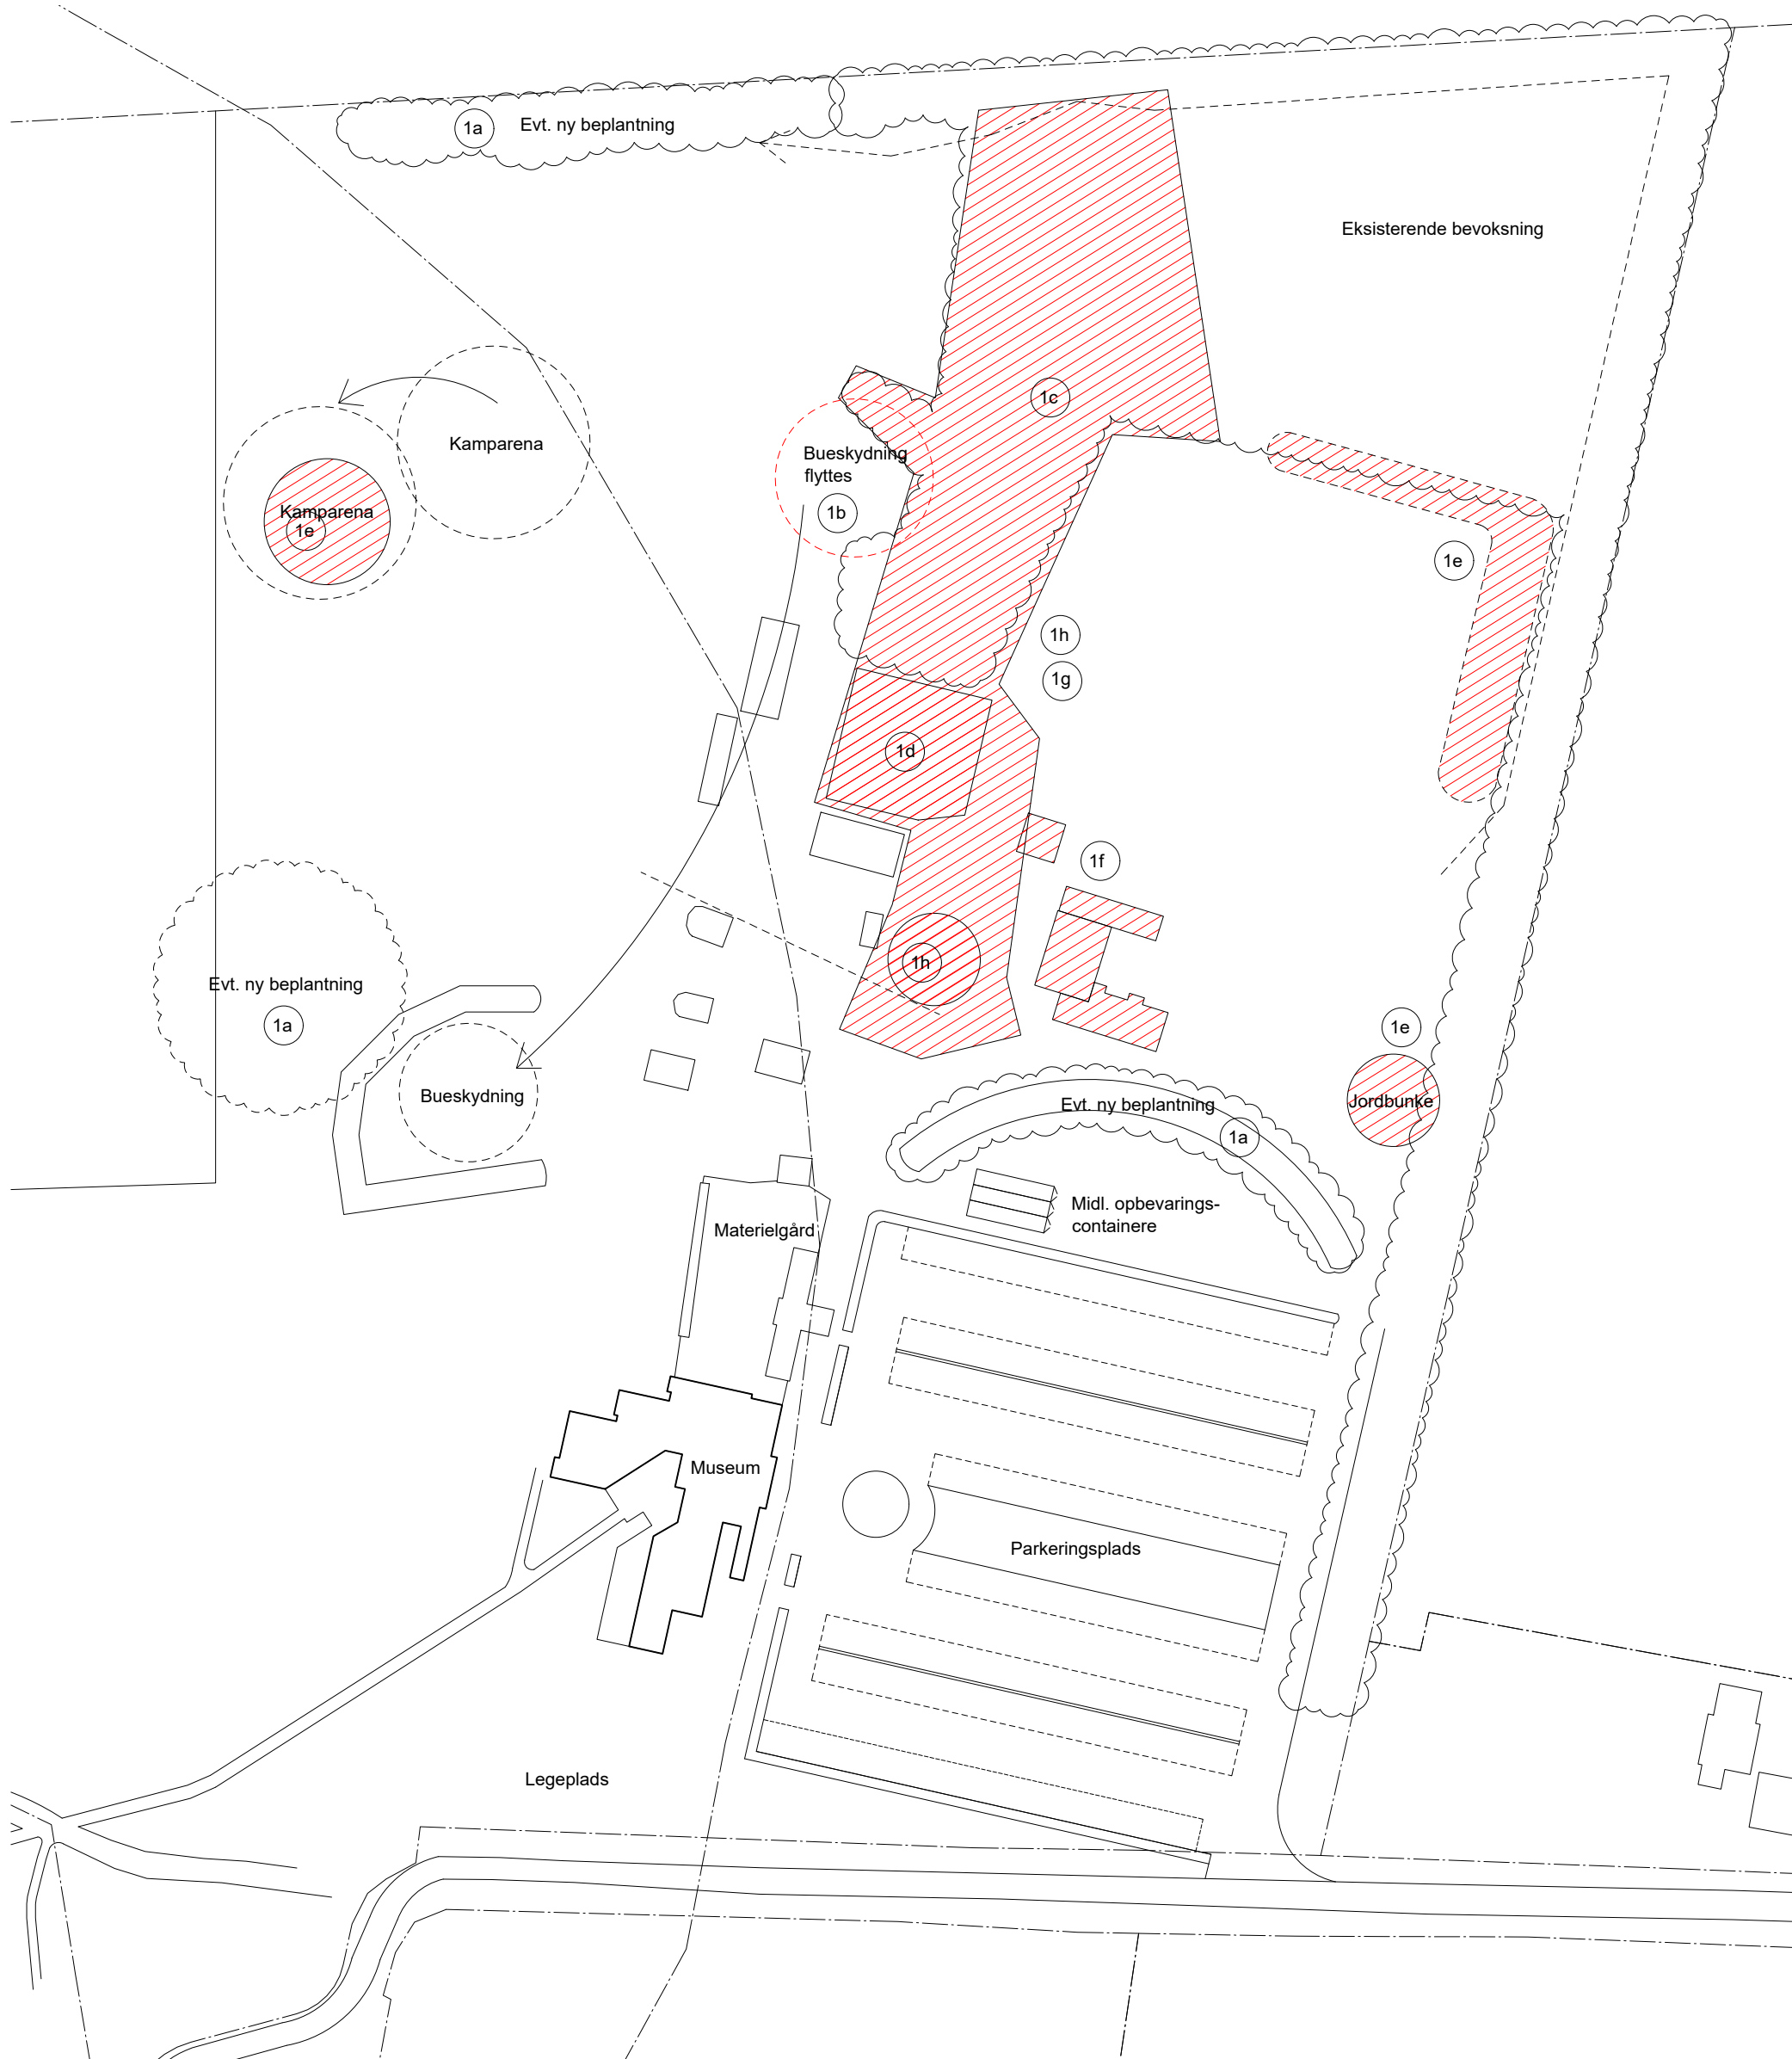 1a
Evt. ny beplantning
Eksisterende bevoksning
1c
Kamparena
Bueskydning
flyttes
1b
Kamparena
1e
1e
1h
1g
1d
1f
1h
Evt. ny beplantning
1a
1e
Bueskydning
Jordbunke
Evt. ny beplantning
1a
Midl. opbevarings-
containere
Materielgård
Museum
Parkeringsplads
Legeplads